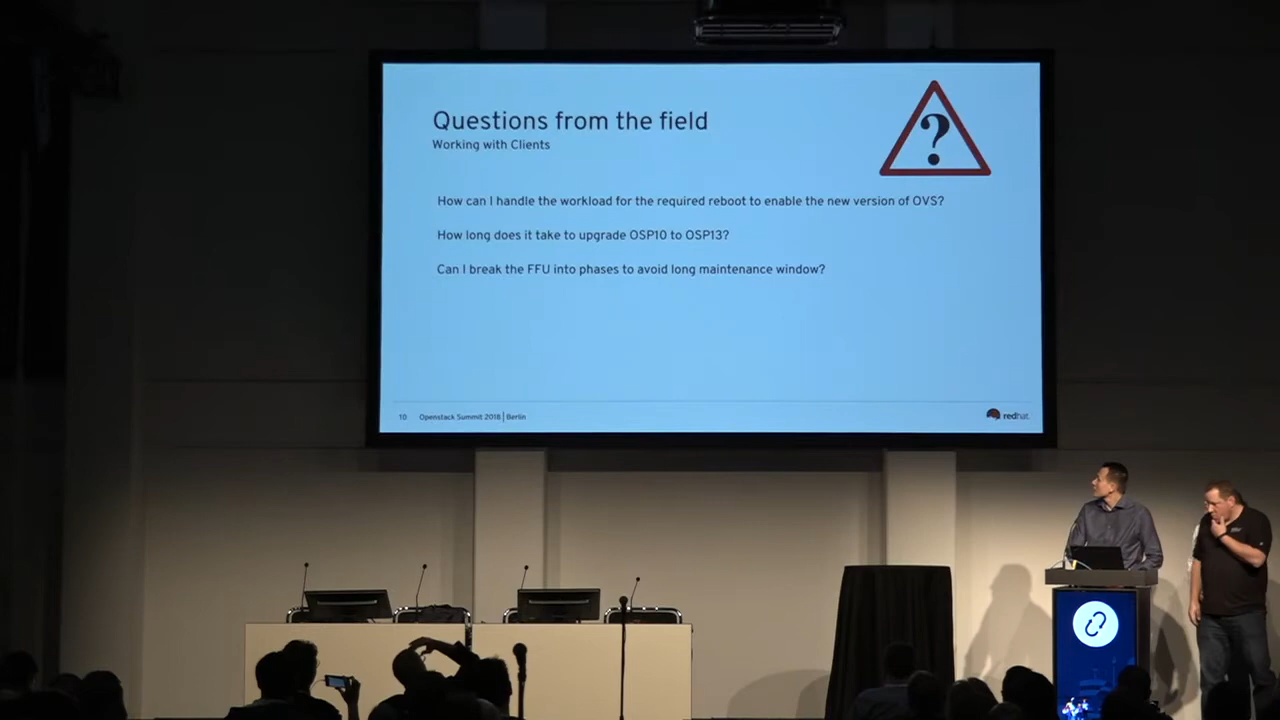 Questions from the field
Working with Clients
?
How can I handle the workload for the required reboot to enable the new version of OVS?
How long does it take to upgrade OSP10 to OSP13?
Can I break the FFU into phases to avoid long maintenance window?
10 Openstack Summit 2018 | Berlin
redhat.